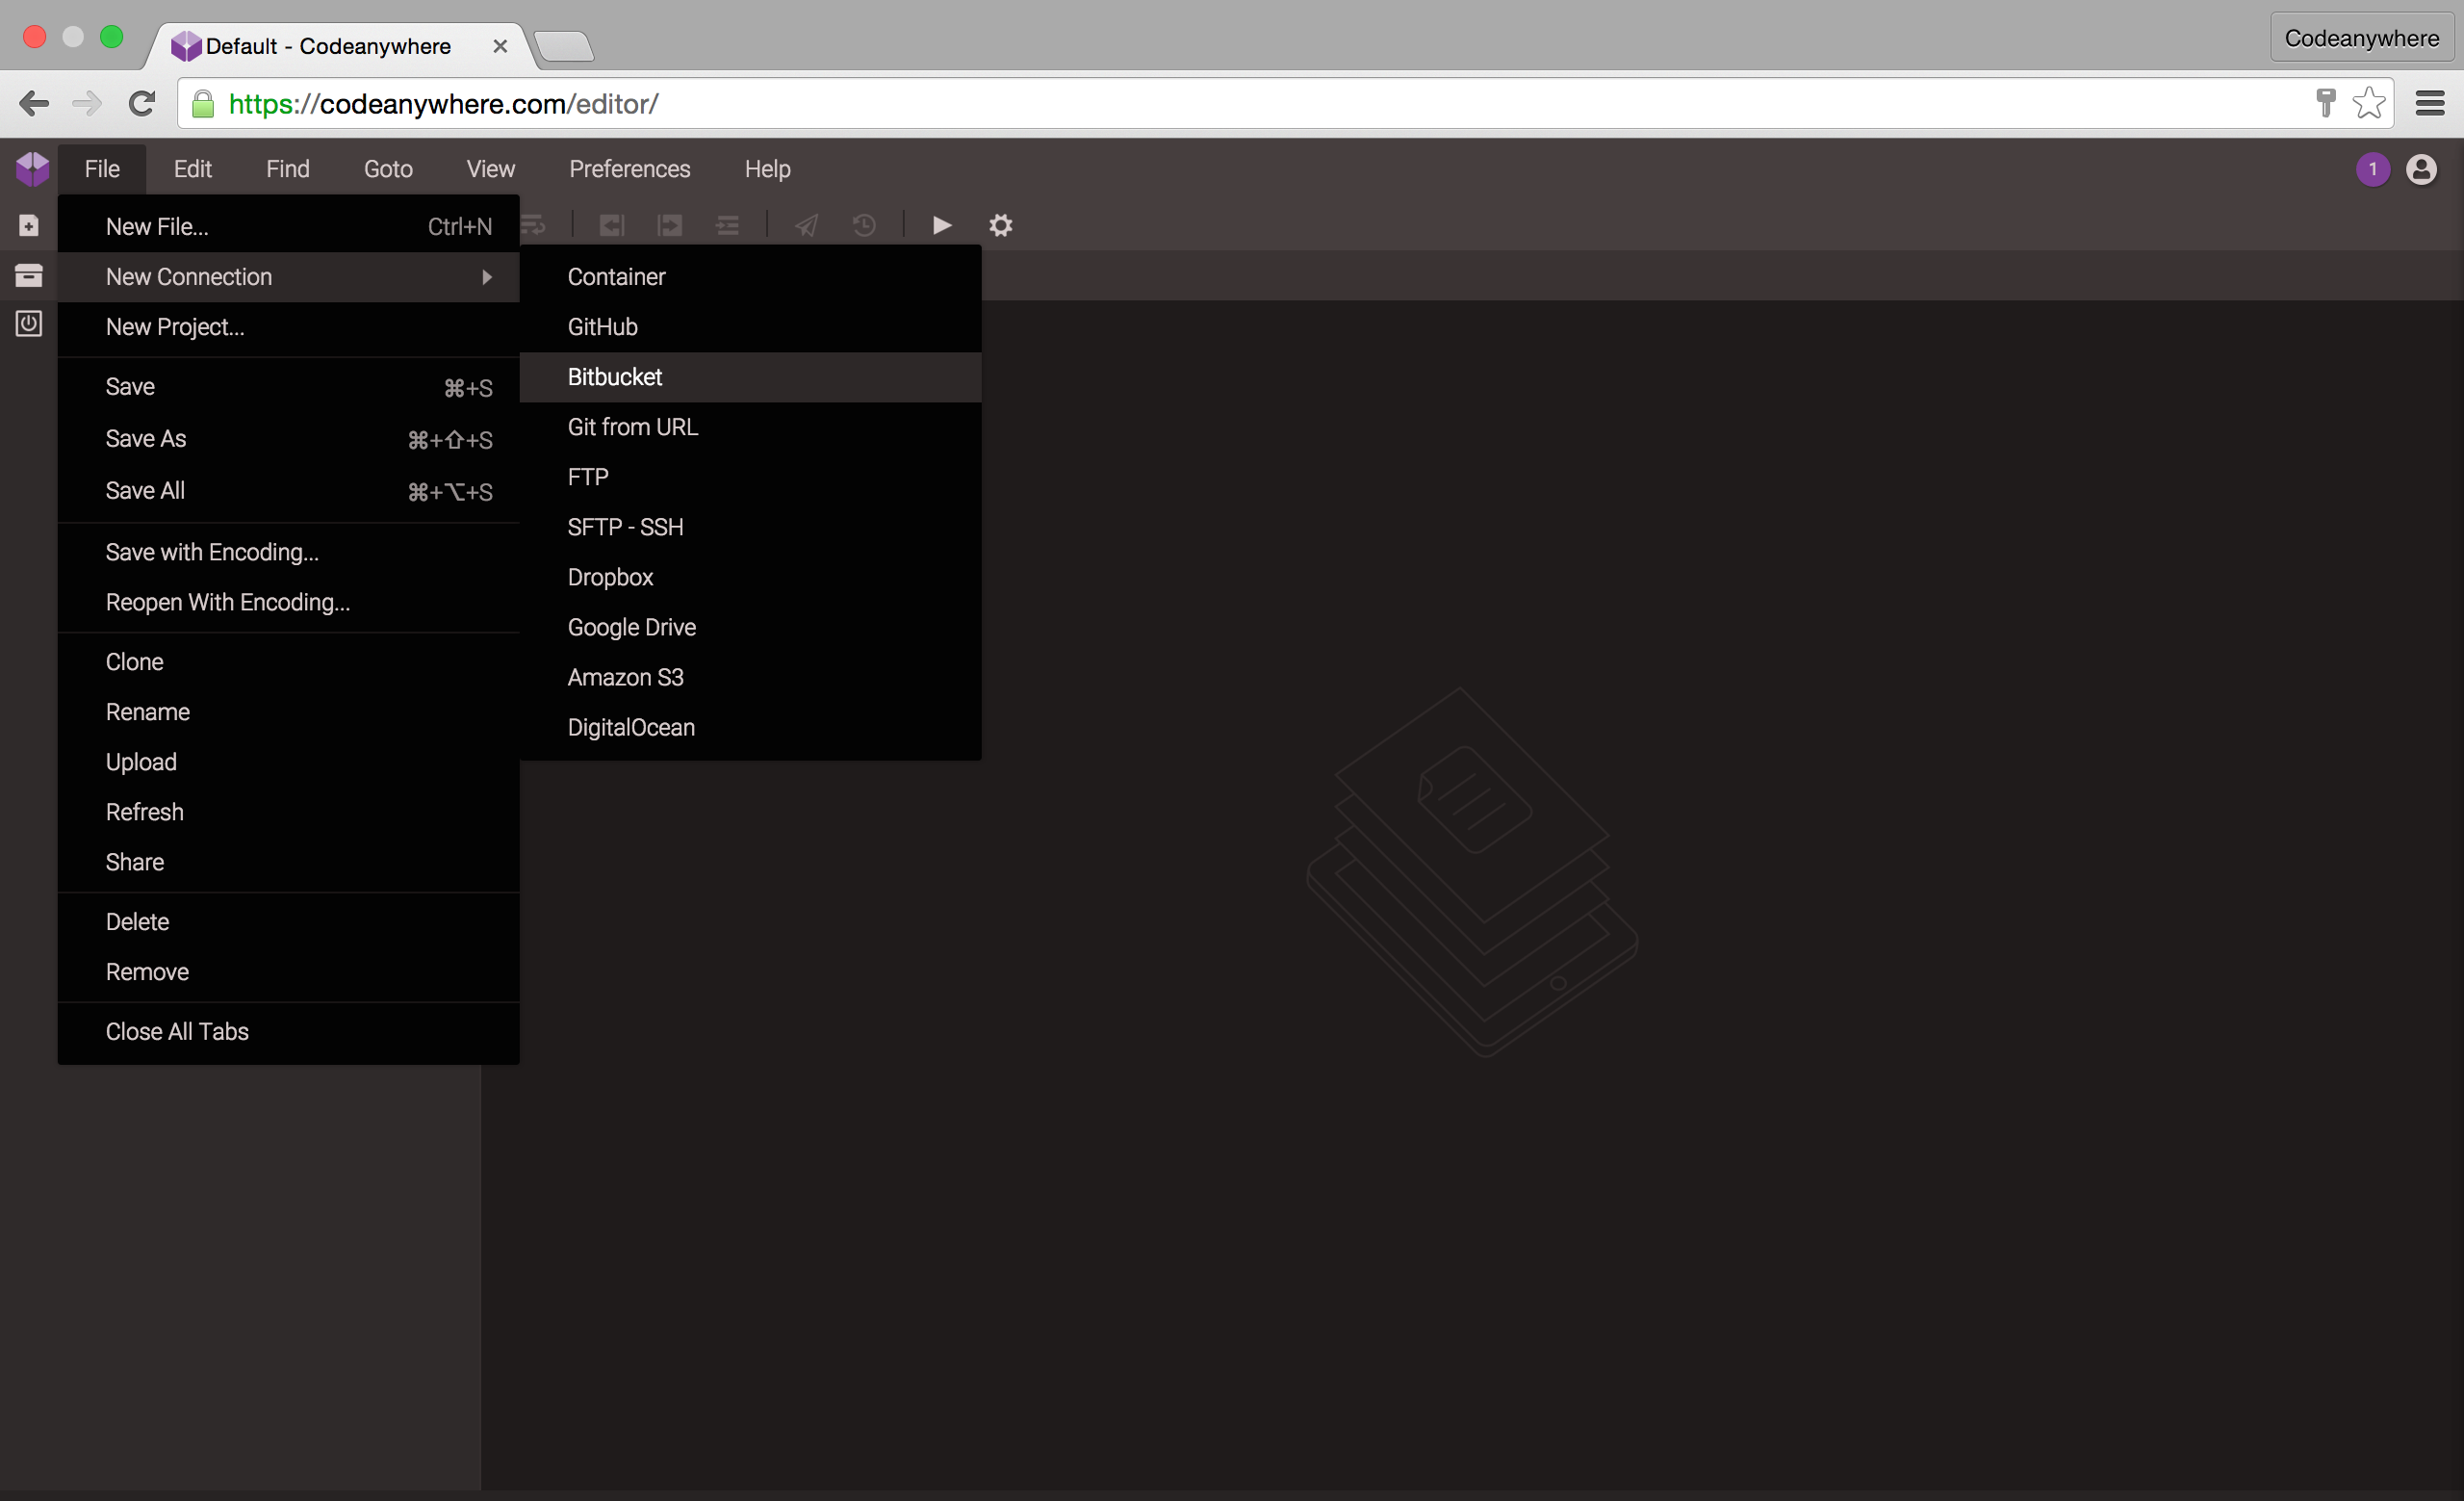 Default - Codeanywhere
Codeanywhere
https://codeanywhere.com/editor/
File Edit Find Goto View Preferences Help
1
New File... Ctrl+N
New Connection
New Project...
Save ⌘+S
Save As ⌘+⇧+S
Save All ⌘+⌥+S
Save with Encoding...
Reopen With Encoding...
Clone
Rename
Upload
Refresh
Share
Delete
Remove
Close All Tabs
Container
GitHub
Bitbucket
Git from URL
FTP
SFTP - SSH
Dropbox
Google Drive
Amazon S3
DigitalOcean